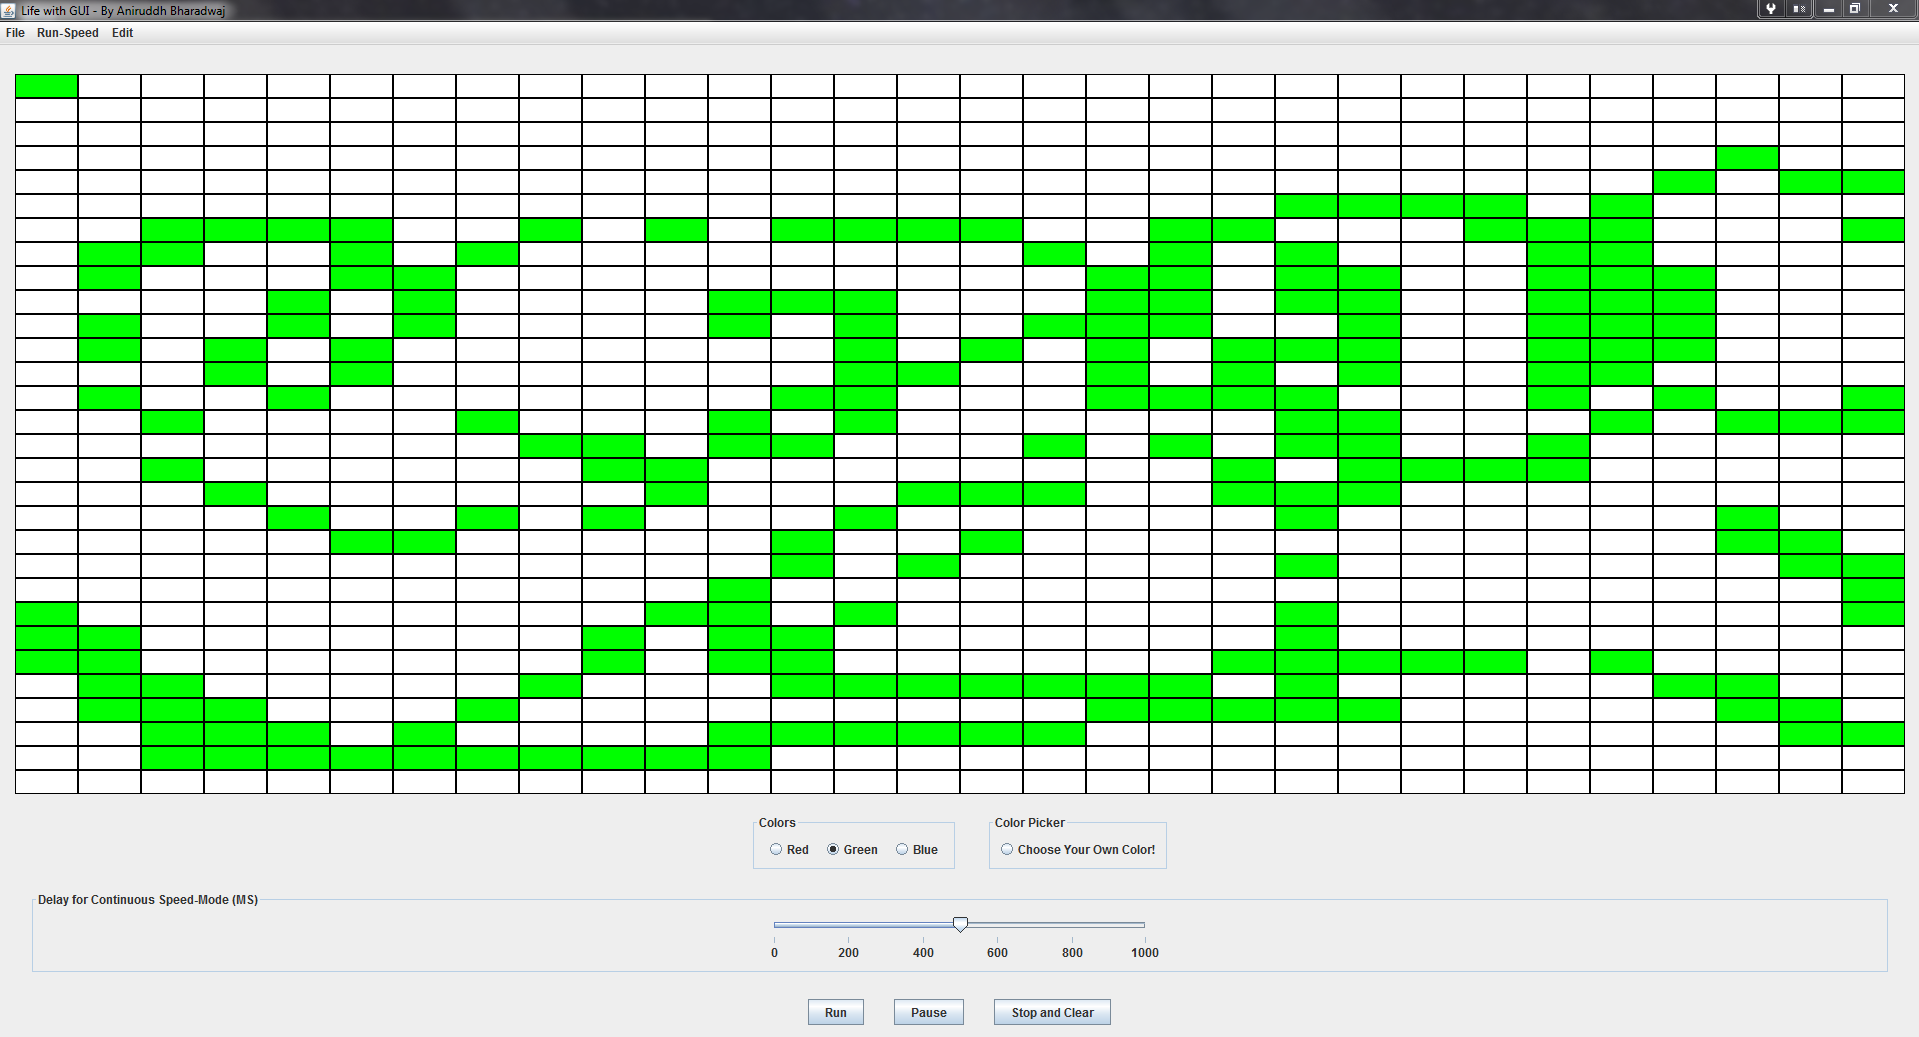 Life with GUI - By Aniruddh Bharadwaj
File Run-Speed Edit
Colors
Red Green Blue
Color Picker
Choose Your Own Color!
Delay for Continuous Speed-Mode (MS)
0 200 400 600 800 1000
Run Pause Stop and Clear